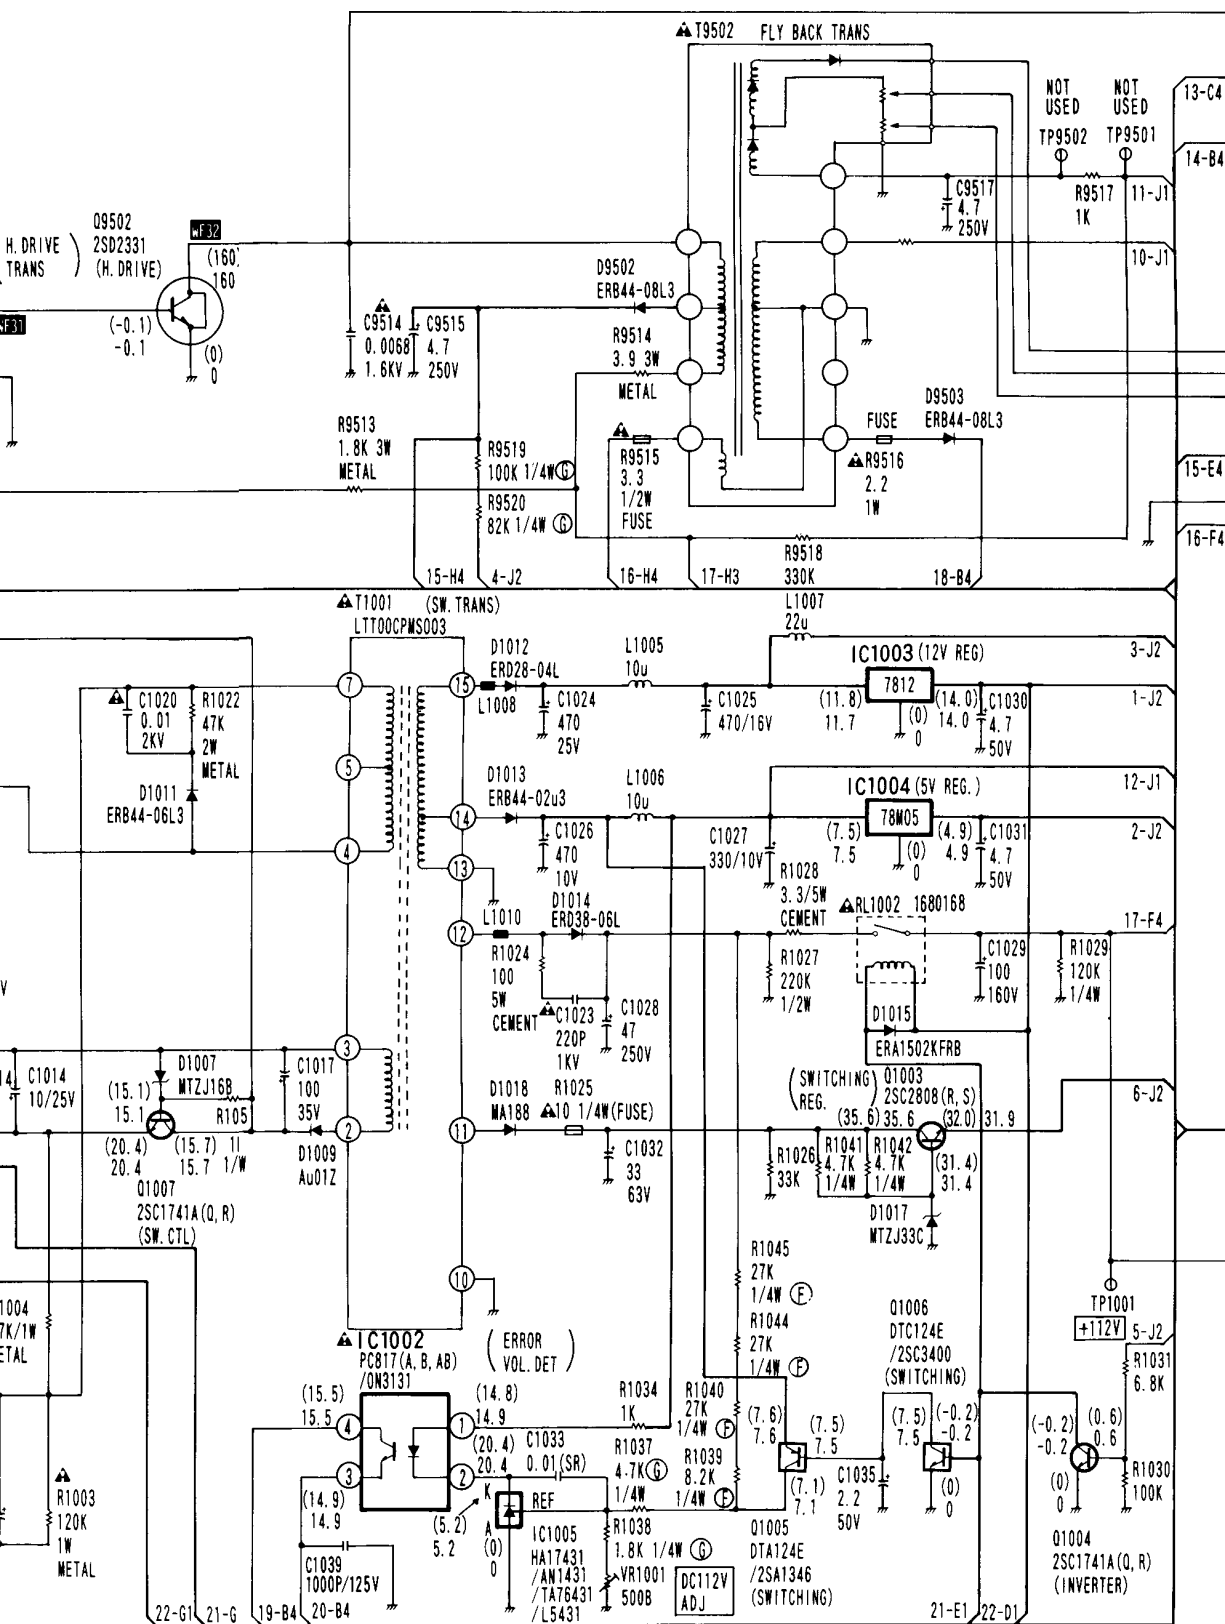 T9502 FLY BACK TRANS
NOT USED
TP9502
NOT USED
TP9501
13-C4
14-B4
C9517
4.7
250V
R9517
1K
11-J1
10-J1
H. DRIVE
TRANS
Q9502
2SD2331
(H. DRIVE)
WF32
(160)
160
WF31
(-0.1)
-0.1
(0)
0
C9514
0.0068
1.6KV
C9515
4.7
250V
D9502
ERB44-08L3
R9514
3.9 3W
METAL
D9503
ERB44-08L3
FUSE
R9516
2.2
1W
R9513
1.8K 3W
METAL
R9519
100K 1/4W G
R9520
82K 1/4W G
R9515
3.3
1/2W
FUSE
R9518
330K
15-E4
16-F4
15-H4
4-J2
16-H4
17-H3
18-B4
T1001 (SW. TRANS)
LTT00CPMS003
D1012
ERD28-04L
L1008
L1005
10u
L1007
22u
IC1003 (12V REG)
7812
(11.8)
11.7
(0)
0
(14.0)
14.0
C1030
4.7
50V
3-J2
1-J2
C1020
0.01
2KV
R1022
47K
2W
METAL
D1011
ERB44-06L3
7
5
4
3
2
15
14
13
12
11
10
C1024
470
25V
C1025
470/16V
D1013
ERB44-02u3
L1006
10u
IC1004 (5V REG.)
78M05
(7.5)
7.5
(0)
0
(4.9)
4.9
C1031
4.7
50V
12-J1
2-J2
C1026
470
10V
C1027
330/10V
R1028
3.3/5W
CEMENT
RL1002 1680168
17-F4
D1014
ERD38-06L
L1010
R1024
100
5W
CEMENT
C1023
220P
1KV
C1028
47
250V
R1027
220K
1/2W
C1029
100
160V
R1029
120K
1/4W
D1015
ERA1502KFRB
V
14
C1014
10/25V
D1007
MTZJ16B
(15.1)
15.1
R105
C1017
100
35V
D1009
Au01Z
(20.4)
20.4
(15.7)
15.7
1/W
Q1007
2SC1741A(Q, R)
(SW. CTL)
D1018
MA188
R1025
10 1/4W(FUSE)
C1032
33
63V
(SWITCHING REG.)
Q1003
2SC2808(R, S)
(35.6) 35.6
(32.0) 31.9
6-J2
R1026
33K
R1041
4.7K
1/4W
R1042
4.7K
1/4W
(31.4)
31.4
D1017
MTZJ33C
R1045
27K
1/4W F
R1044
27K
1/4W F
Q1006
DTC124E
/2SC3400
(SWITCHING)
TP1001
+112V
5-J2
R1031
6.8K
1004
7K/1W
ETAL
IC1002
PC817(A, B, AB)
/ON3131
(ERROR VOL. DET)
(15.5)
15.5
4
1
(14.8)
14.9
3
2
(20.4)
20.4
(14.9)
14.9
C1033
0.01(SR)
R1034
1K
R1040
27K
1/4W F
R1037
4.7K G
1/4W
R1039
8.2K
1/4W F
(7.6)
7.6
(7.5)
7.5
(7.1)
7.1
(7.5)
7.5
(-0.2)
-0.2
(0)
0
(-0.2)
-0.2
(0.6)
0.6
(0)
0
R1030
100K
R1003
120K
1W
METAL
C1039
1000P/125V
(5.2)
5.2
K
A
(0)
0
REF
IC1005
HA17431
/AN1431
/TA76431
/L5431
R1038
1.8K 1/4W G
VR1001
500B
DC112V
ADJ
C1035
2.2
50V
Q1005
DTA124E
/2SA1346
(SWITCHING)
Q1004
2SC1741A(Q, R)
(INVERTER)
22-G1
21-G
19-B4
20-B4
21-E1
22-D1